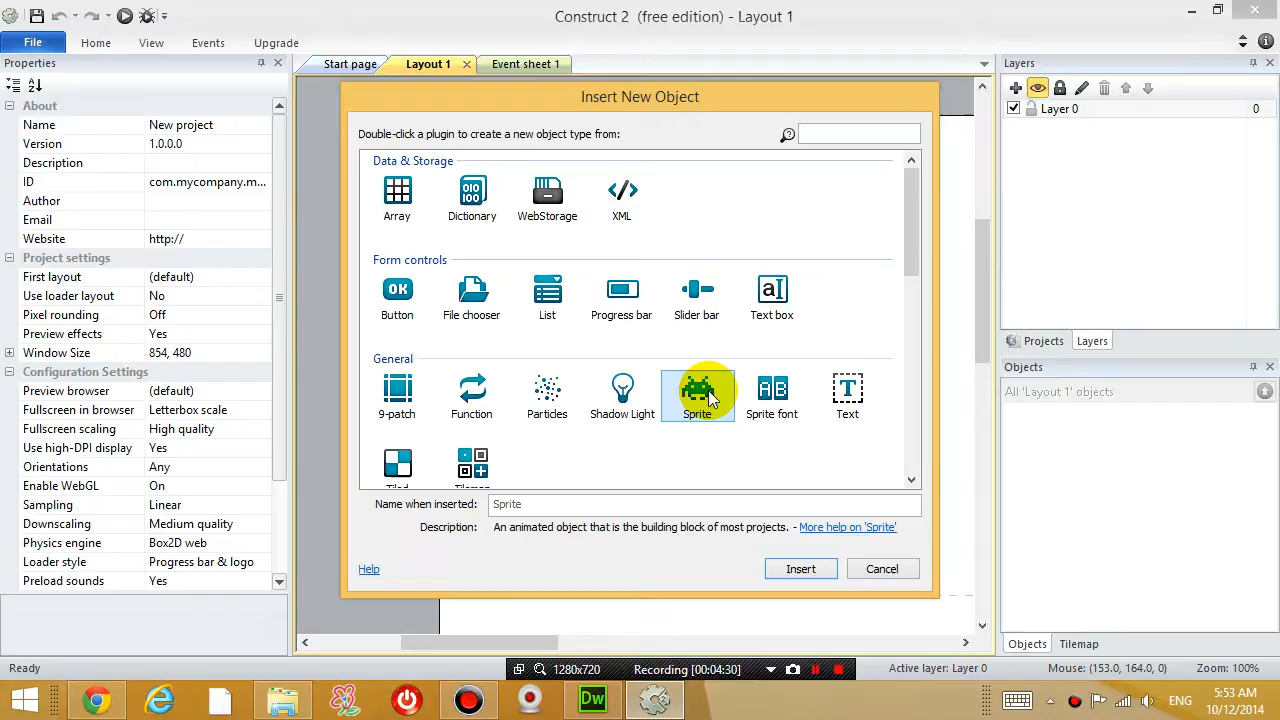 Construct 2 (free edition) - Layout 1
File Home View Events Upgrade
Properties
About
Name New project
Version 1.0.0.0
Description
ID com.mycompany.m...
Author
Email
Website http://
Project settings
First layout (default)
Use loader layout No
Pixel rounding Off
Preview effects Yes
Window Size 854, 480
Configuration Settings
Preview browser (default)
Fullscreen in browser Letterbox scale
Fullscreen scaling High quality
Use high-DPI display Yes
Orientations Any
Enable WebGL On
Sampling Linear
Downscaling Medium quality
Physics engine Box2D web
Loader style Progress bar & logo
Preload sounds Yes
Start page Layout 1 Event sheet 1
Insert New Object
Double-click a plugin to create a new object type from:
Data & Storage
Array Dictionary WebStorage XML
Form controls
OK
Button File chooser List Progress bar Slider bar Text box
General
9-patch Function Particles Shadow Light Sprite Sprite font Text
Tiled Tilemap
Name when inserted: Sprite
Description: An animated object that is the building block of most projects. - More help on 'Sprite'
Help Insert Cancel
Layers
Layer 0 0
Projects Layers
Objects
All 'Layout 1' objects
Objects Tilemap
Ready 1280x720 Recording [00:04:30] Active layer: Layer 0 Mouse: (153.0, 164.0, 0) Zoom: 100%
Dw ENG 5:53 AM
10/12/2014